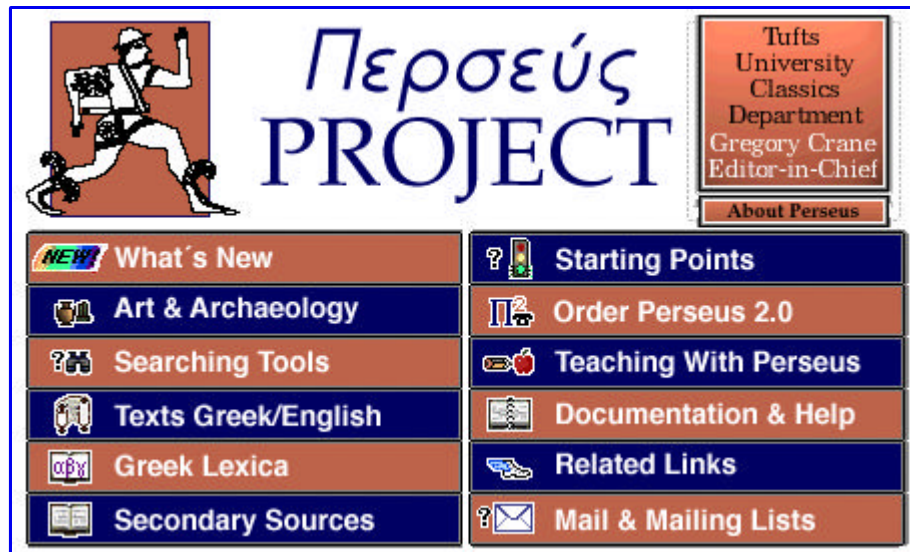 Περσεύς
PROJECT
Tufts
University
Classics
Department
Gregory Crane
Editor-in-Chief
About Perseus
NEW! What´s New
Art & Archaeology
? Searching Tools
Texts Greek/English
αβγ Greek Lexica
Secondary Sources
? Starting Points
Π2 Order Perseus 2.0
Teaching With Perseus
Documentation & Help
Related Links
? Mail & Mailing Lists